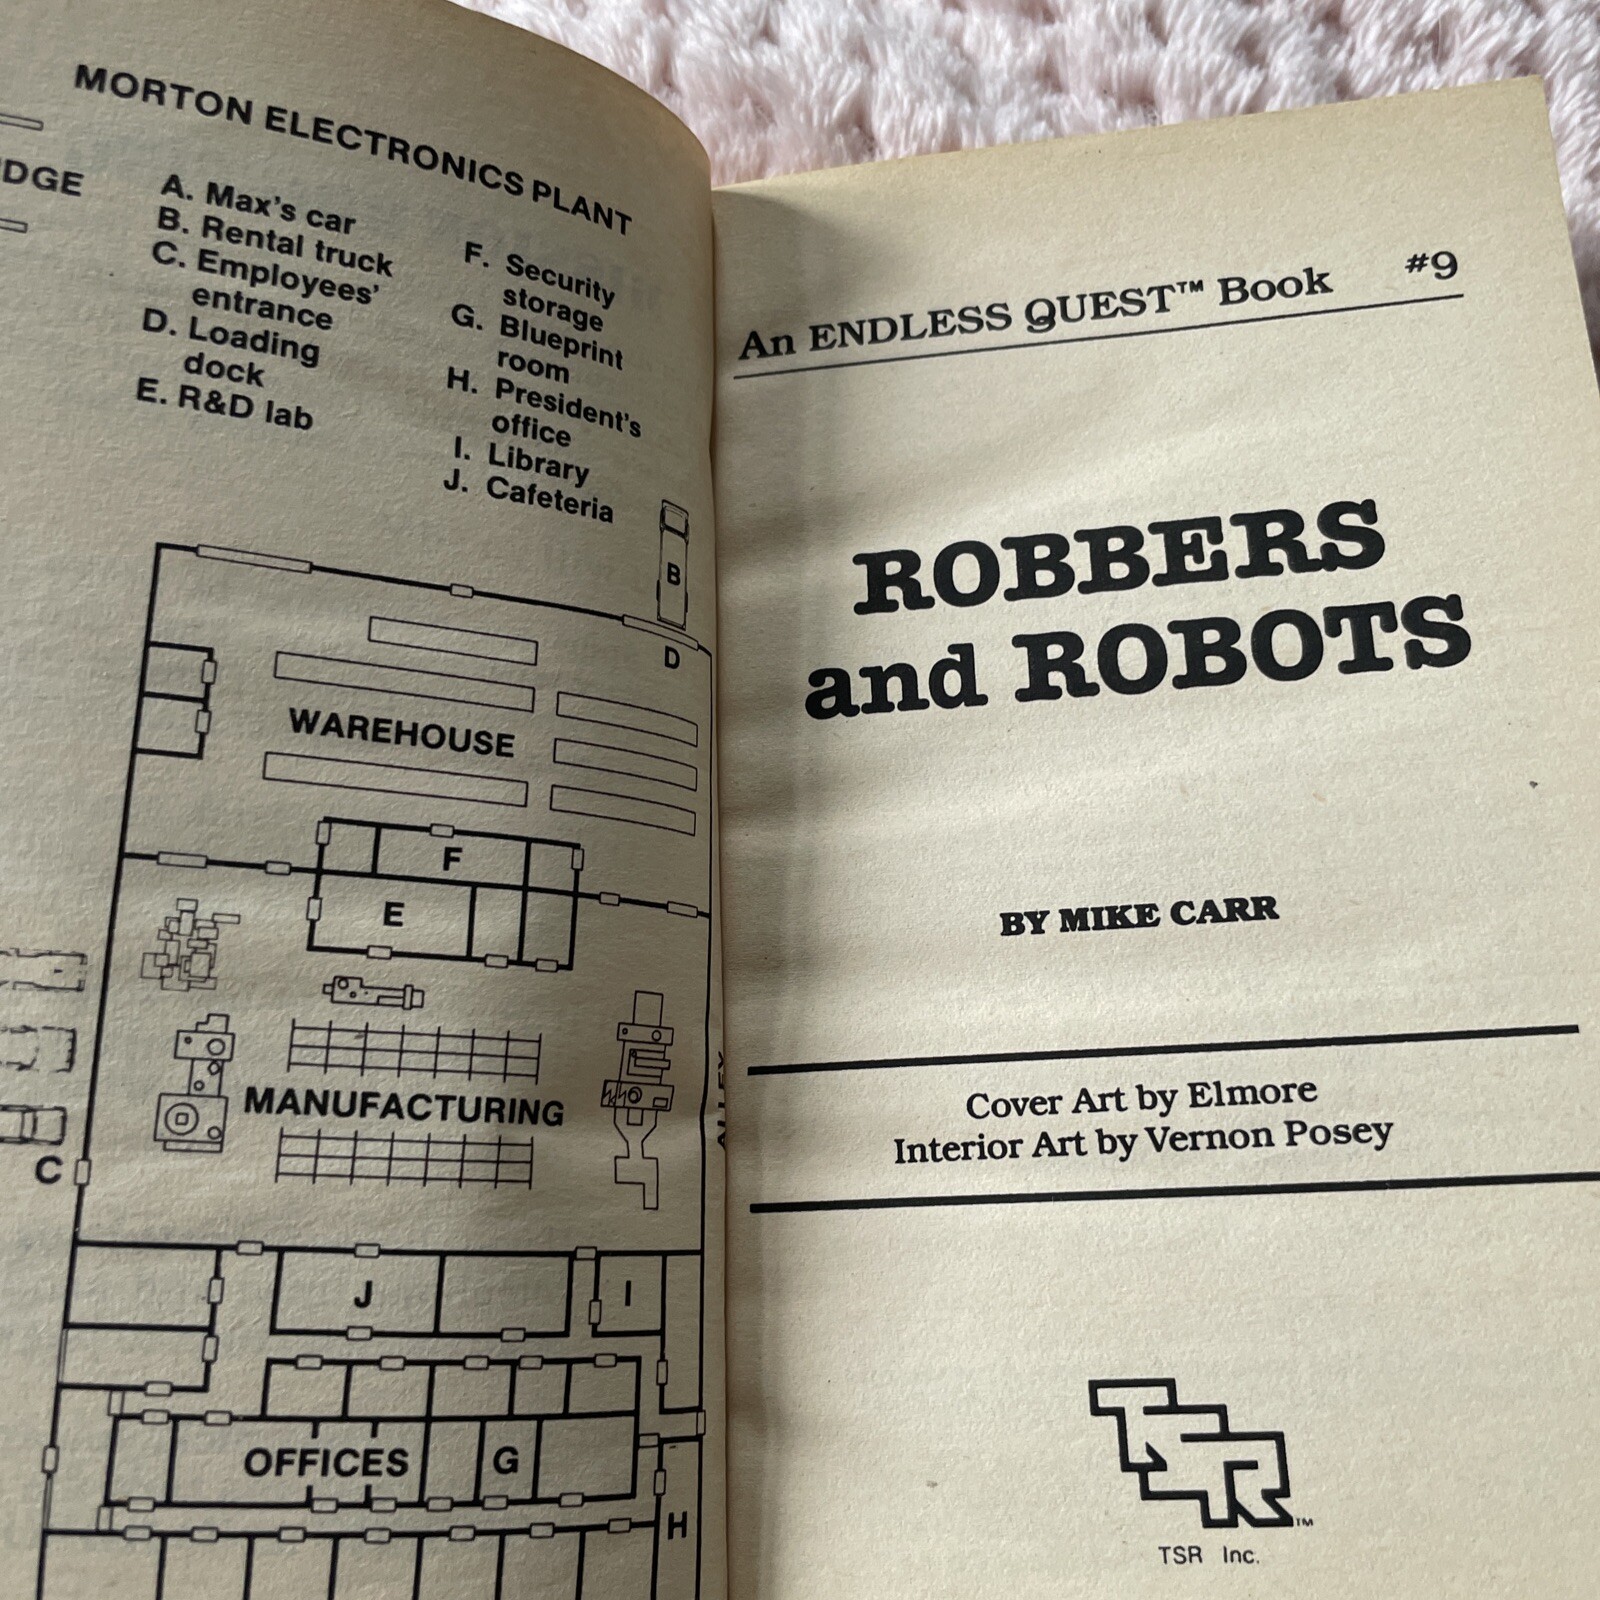 MORTON ELECTRONICS PLANT
DGE
A. Max's car
B. Rental truck
C. Employees'
entrance
D. Loading
dock
E. R&D lab
F. Security
storage
G. Blueprint
room
H. President's
office
I. Library
J. Cafeteria
B
D
WAREHOUSE
F
E
MANUFACTURING
ALLEY
C
J
I
OFFICES
G
H
An ENDLESS QUEST™ Book #9
ROBBERS
and ROBOTS
BY MIKE CARR
Cover Art by Elmore
Interior Art by Vernon Posey
TSR™
TSR Inc.